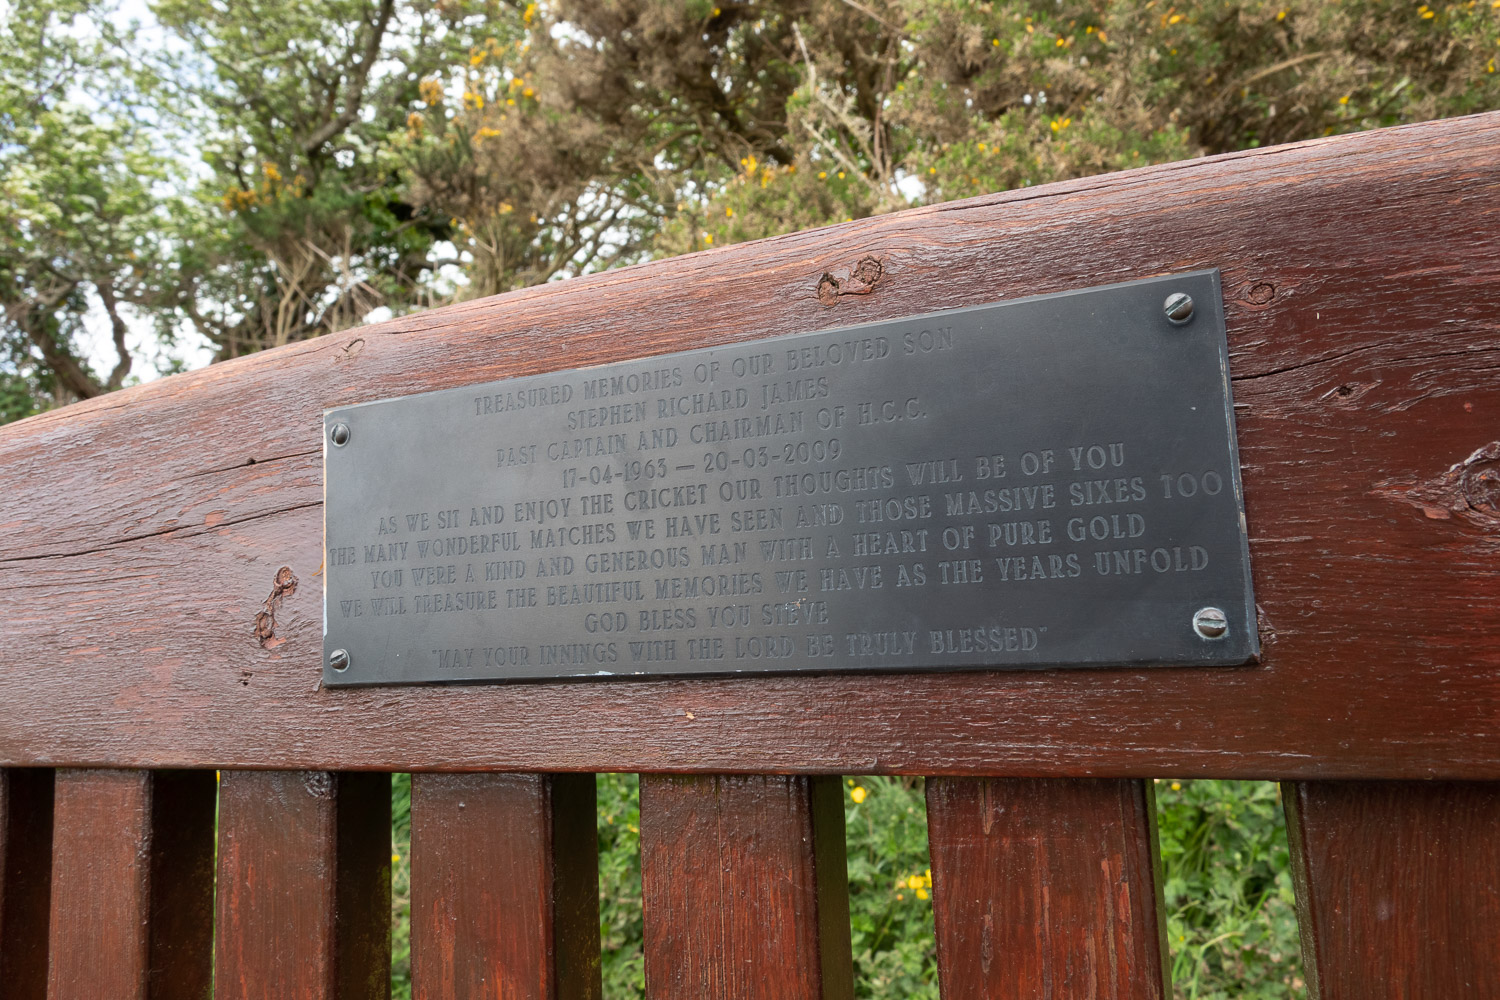 TREASURED MEMORIES OF OUR BELOVED SON
STEPHEN RICHARD JAMES
PAST CAPTAIN AND CHAIRMAN OF H.C.C.
17-04-1963 — 20-03-2009
AS WE SIT AND ENJOY THE CRICKET OUR THOUGHTS WILL BE OF YOU
THE MANY WONDERFUL MATCHES WE HAVE SEEN AND THOSE MASSIVE SIXES TOO
YOU WERE A KIND AND GENEROUS MAN WITH A HEART OF PURE GOLD
WE WILL TREASURE THE BEAUTIFUL MEMORIES WE HAVE AS THE YEARS UNFOLD
GOD BLESS YOU STEVE
"MAY YOUR INNINGS WITH THE LORD BE TRULY BLESSED"